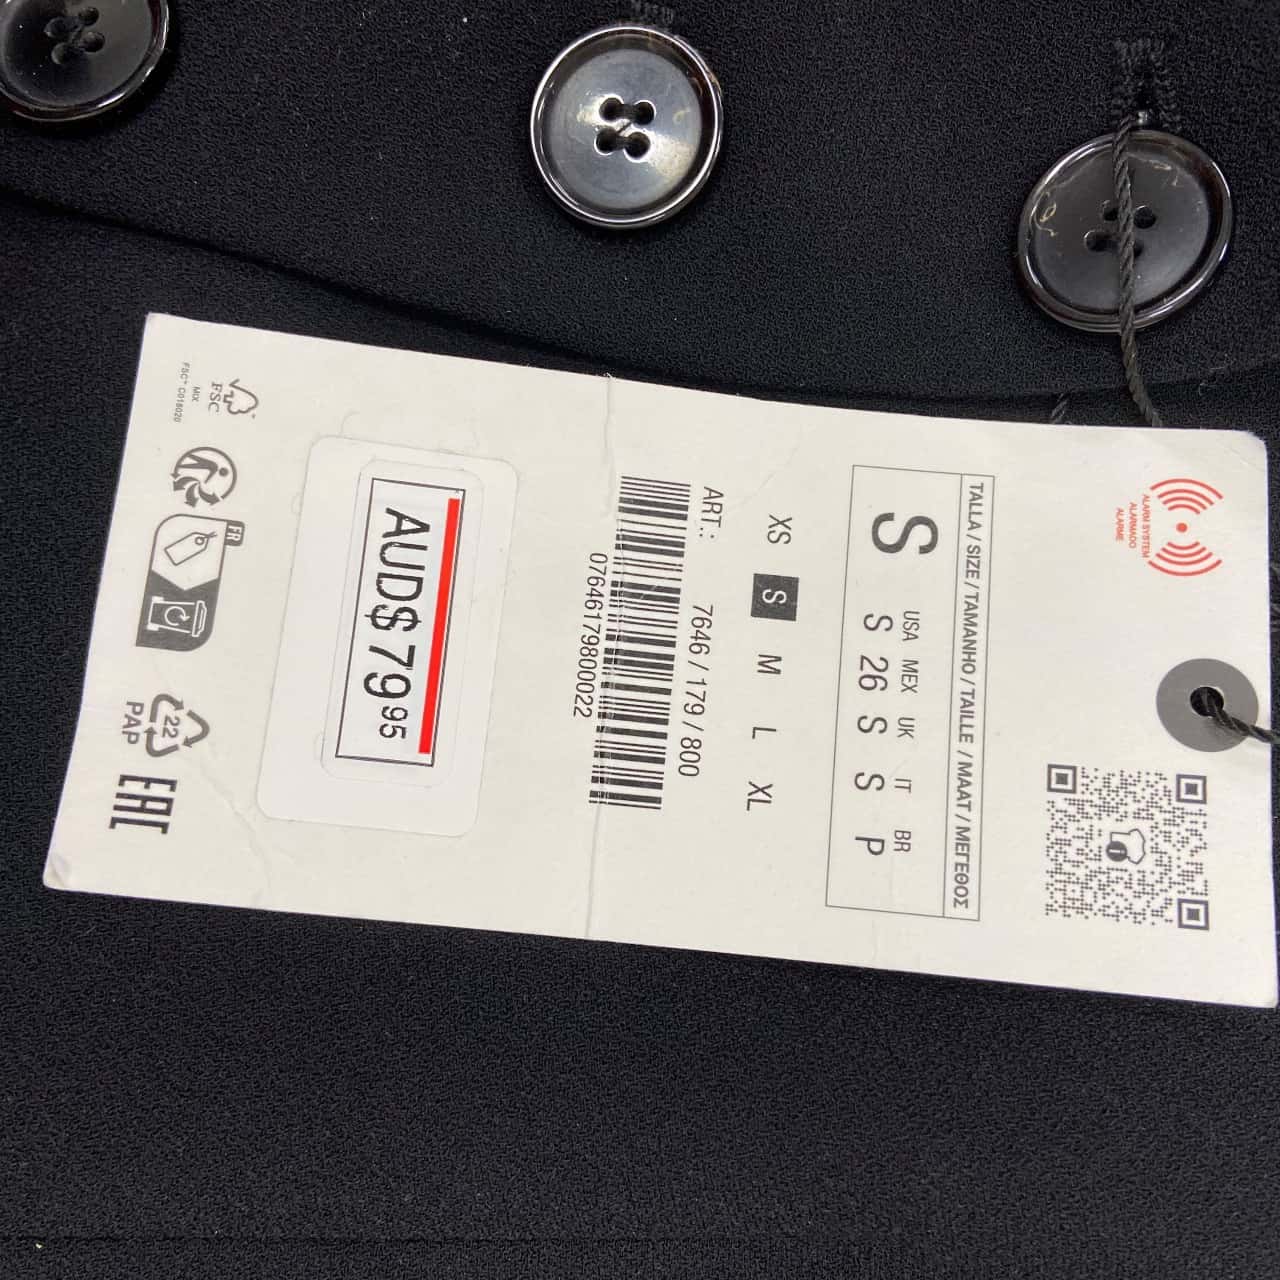 ALARM SYSTEM
ALARMADO
ALARME
TALLA / SIZE / TAMANHO / TAILLE / MAAT / ΜΕΓΕΘΟΣ
USA MEX UK IT BR
S S 26 S S P
XS S M L XL
ART.: 7646 / 179 / 800
07646179800022
AUD$ 79 95
FSC
MIX
FSC™ C018020
FR
22
PAP
EAC